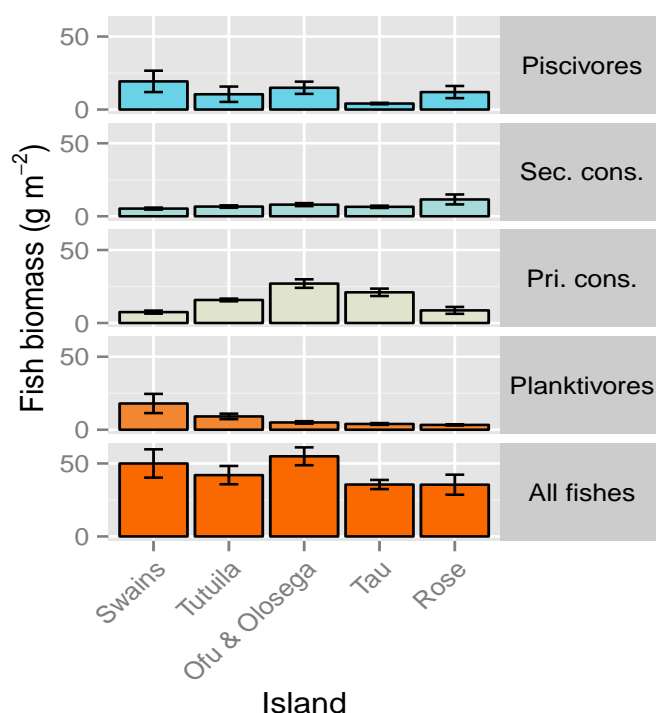 Fish biomass (g m−2)
50
0
Piscivores
50
0
Sec. cons.
50
0
Pri. cons.
50
0
Planktivores
50
0
All fishes
Swains
Tutuila
Ofu & Olosega
Tau
Rose
Island